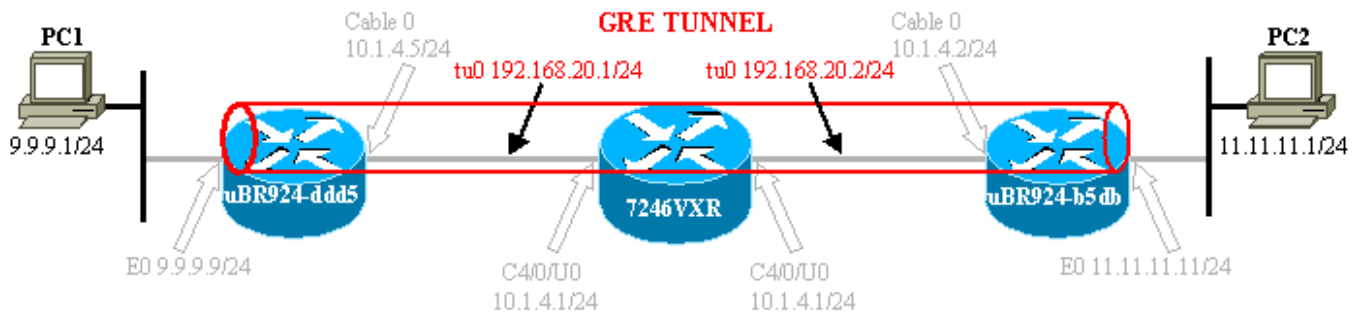 GRE TUNNEL
Cable 0
10.1.4.5/24
Cable 0
10.1.4.2/24
PC1
PC2
tu0 192.168.20.1/24
tu0 192.168.20.2/24
9.9.9.1/24
11.11.11.1/24
uBR924-ddd5
7246VXR
uBR924-b5db
E0 9.9.9.9/24
C4/0/U0
10.1.4.1/24
C4/0/U0
10.1.4.1/24
E0 11.11.11.11/24